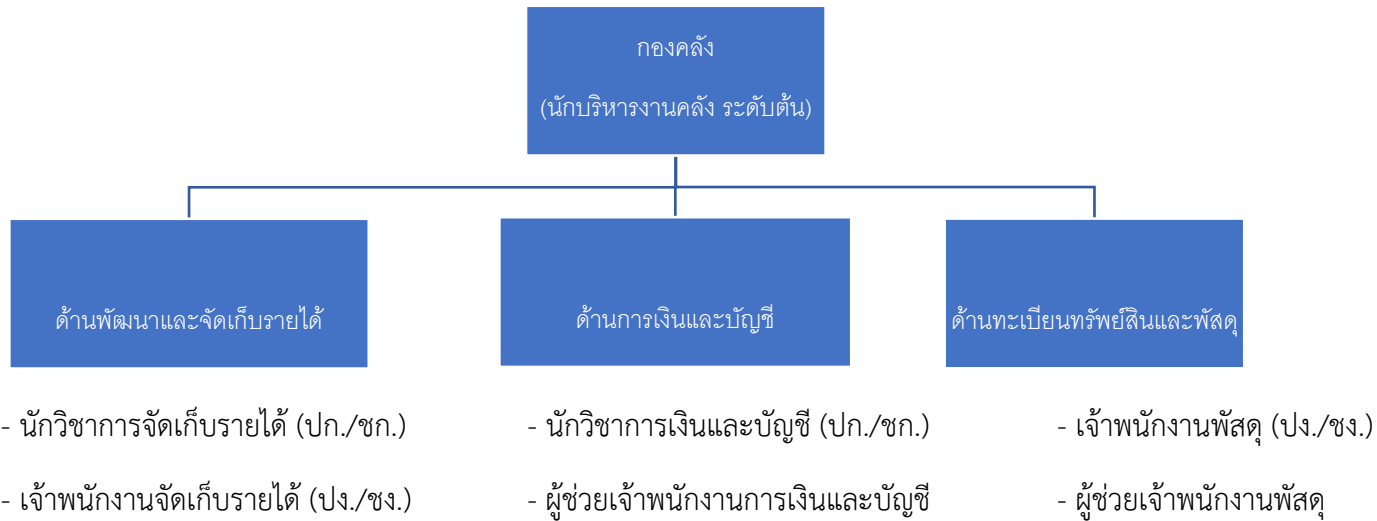 กองคลัง
(นักบริหารงานคลัง ระดับต้น)
ด้านพัฒนาและจัดเก็บรายได้
ด้านการเงินและบัญชี
ด้านทะเบียนทรัพย์สินและพัสดุ
- นักวิชาการจัดเก็บรายได้ (ปก./ชก.)
- นักวิชาการเงินและบัญชี (ปก./ชก.)
- เจ้าพนักงานพัสดุ (ปง./ชง.)
- เจ้าพนักงานจัดเก็บรายได้ (ปง./ชง.)
- ผู้ช่วยเจ้าพนักงานการเงินและบัญชี
- ผู้ช่วยเจ้าพนักงานพัสดุ